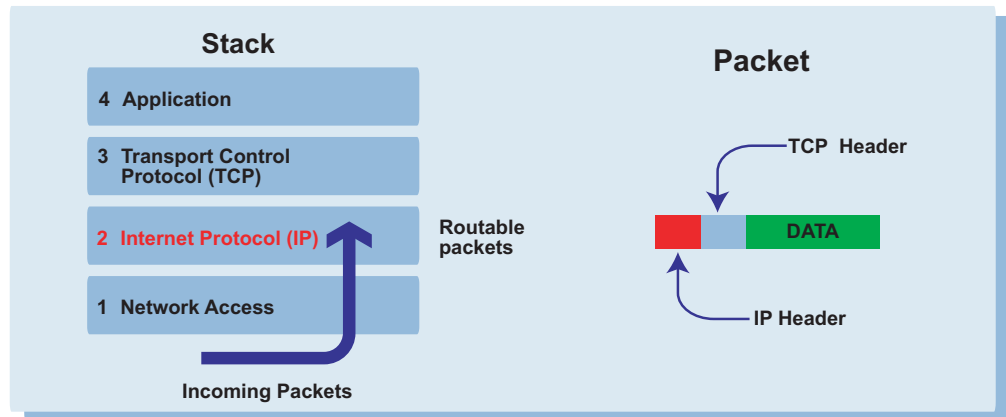 Stack
4 Application
3 Transport Control
Protocol (TCP)
2 Internet Protocol (IP)
1 Network Access
Routable
packets
Incoming Packets
Packet
TCP Header
DATA
IP Header